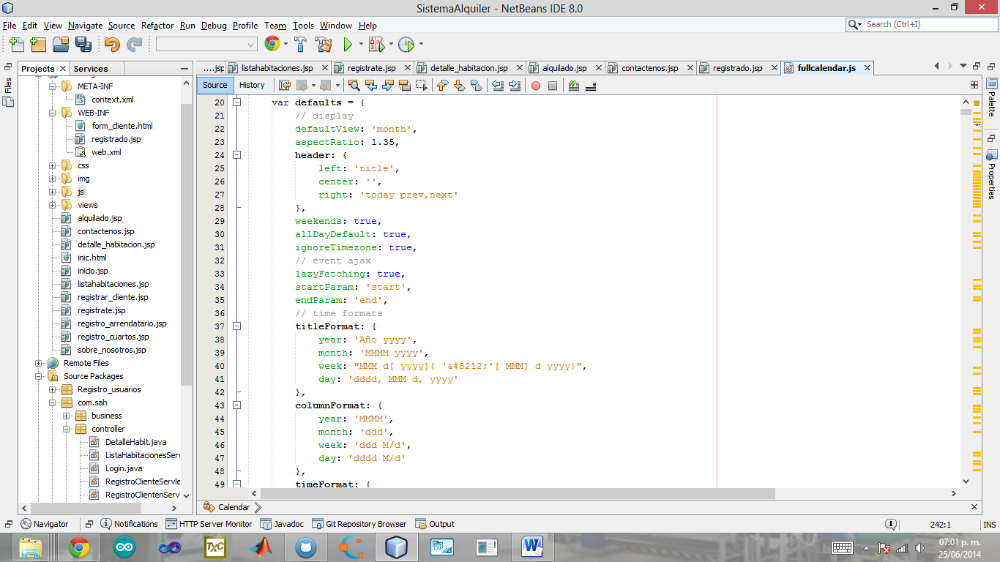 SistemaAlquiler - NetBeans IDE 8.0
File Edit View Navigate Source Refactor Run Debug Profile Team Tools Window Help
Search (Ctrl+I)
Projects
Services
Files
....jsp
listahabitaciones.jsp
registrate.jsp
detalle_habitacion.jsp
alquilado.jsp
contactenos.jsp
registrado.jsp
fullcalendar.js
Source
History
META-INF
context.xml
WEB-INF
form_cliente.html
registrado.jsp
web.xml
css
img
js
views
alquilado.jsp
contactenos.jsp
detalle_habitacion.jsp
inic.html
inicio.jsp
listahabitaciones.jsp
registrar_cliente.jsp
registrate.jsp
registro_arrendatario.jsp
registro_cuartos.jsp
sobre_nosotros.jsp
Remote Files
Source Packages
Registro_usuarios
com.sah
business
controller
DetalleHabit.java
ListaHabitacionesServ
Login.java
RegistroClienteServle
RegistroClientenServ
20 var defaults = {
21 // display
22 defaultView: 'month',
23 aspectRatio: 1.35,
24 header: {
25 left: 'title',
26 center: '',
27 right: 'today prev,next'
28 },
29 weekends: true,
30 allDayDefault: true,
31 ignoreTimezone: true,
32 // event ajax
33 lazyFetching: true,
34 startParam: 'start',
35 endParam: 'end',
36 // time formats
37 titleFormat: {
38 year: 'Año yyyy',
39 month: 'MMMM yyyy',
40 week: "MMM d[ yyyy]{ '&#8212;'[ MMM] d yyyy}",
41 day: 'dddd, MMM d, yyyy'
42 },
43 columnFormat: {
44 year: 'MMMM',
45 month: 'ddd',
46 week: 'ddd M/d',
47 day: 'dddd M/d'
48 },
49 timeFormat: {
Palette
Properties
Calendar
Navigator
Notifications
HTTP Server Monitor
Javadoc
Git Repository Browser
Output
1
242:1
INS
TxC
07:01 p. m.
25/06/2014